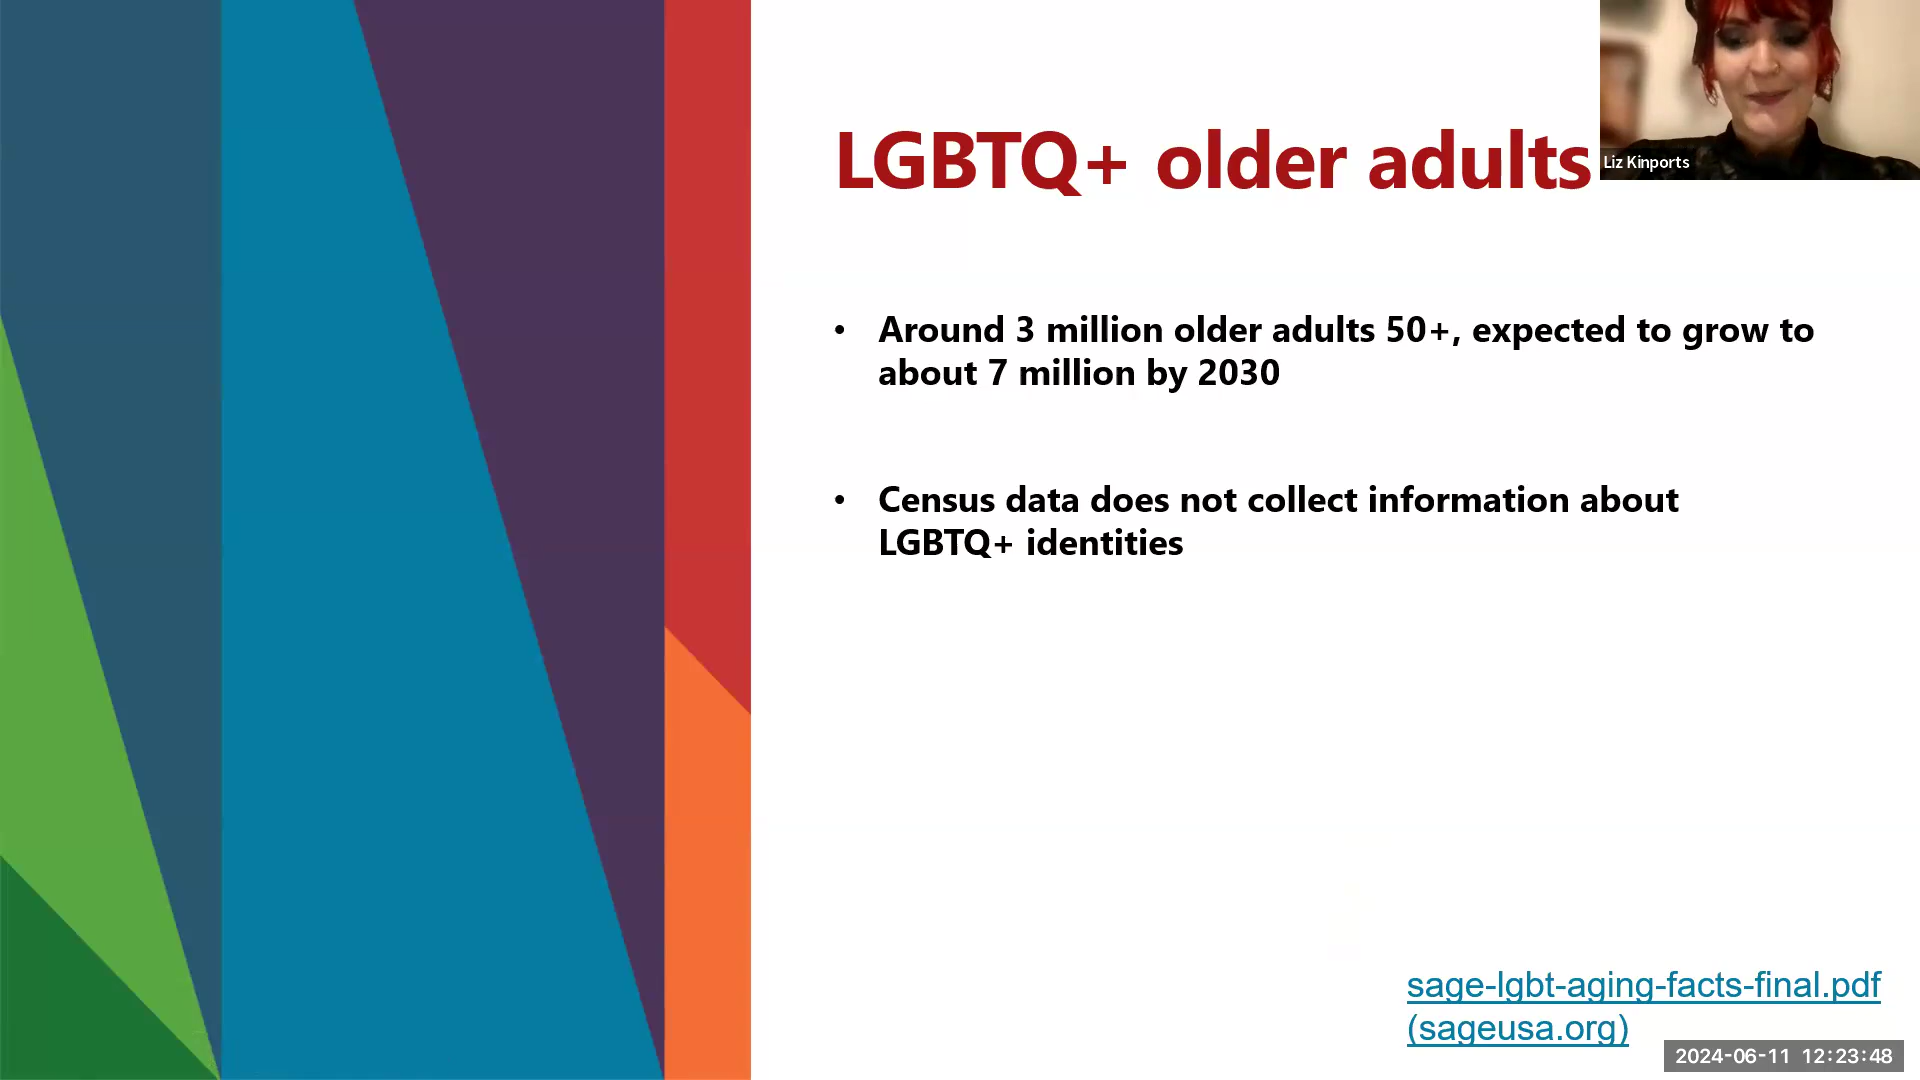 LGBTQ+ older adults
Liz Kinports
• Around 3 million older adults 50+, expected to grow to
about 7 million by 2030
• Census data does not collect information about
LGBTQ+ identities
sage-lgbt-aging-facts-final.pdf
(sageusa.org)
2024-06-11 12:23:48